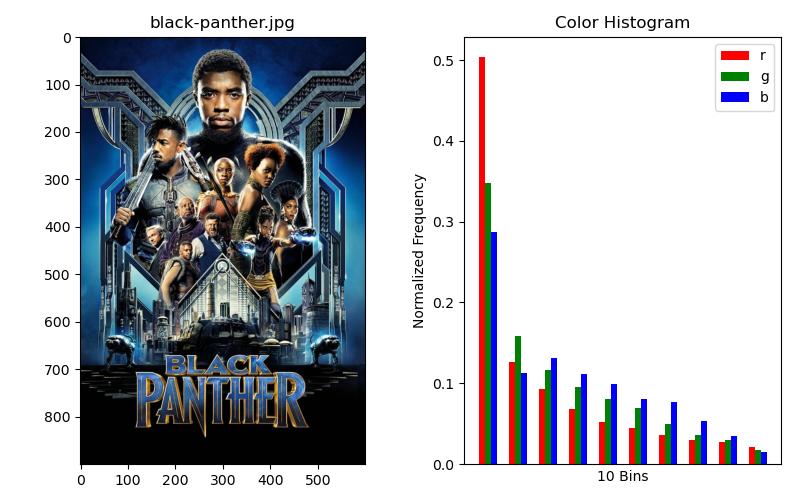 black-panther.jpg
0
100
200
300
400
500
600
700
800
0 100 200 300 400 500
BLACK
PANTHER
Color Histogram
r
g
b
0.5
0.4
0.3
0.2
0.1
0.0
Normalized Frequency
10 Bins